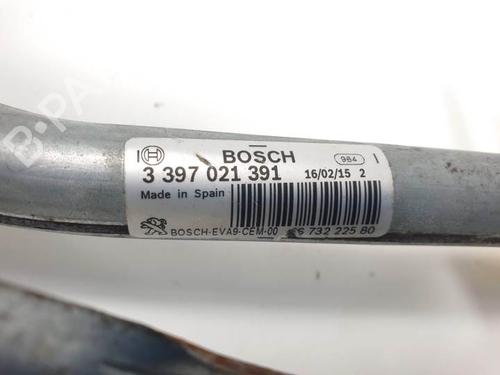 BOSCH 984
3 397 021 391 16/02/15 2
Made in Spain
BOSCH-EVA9-CEM-00 732 225 80